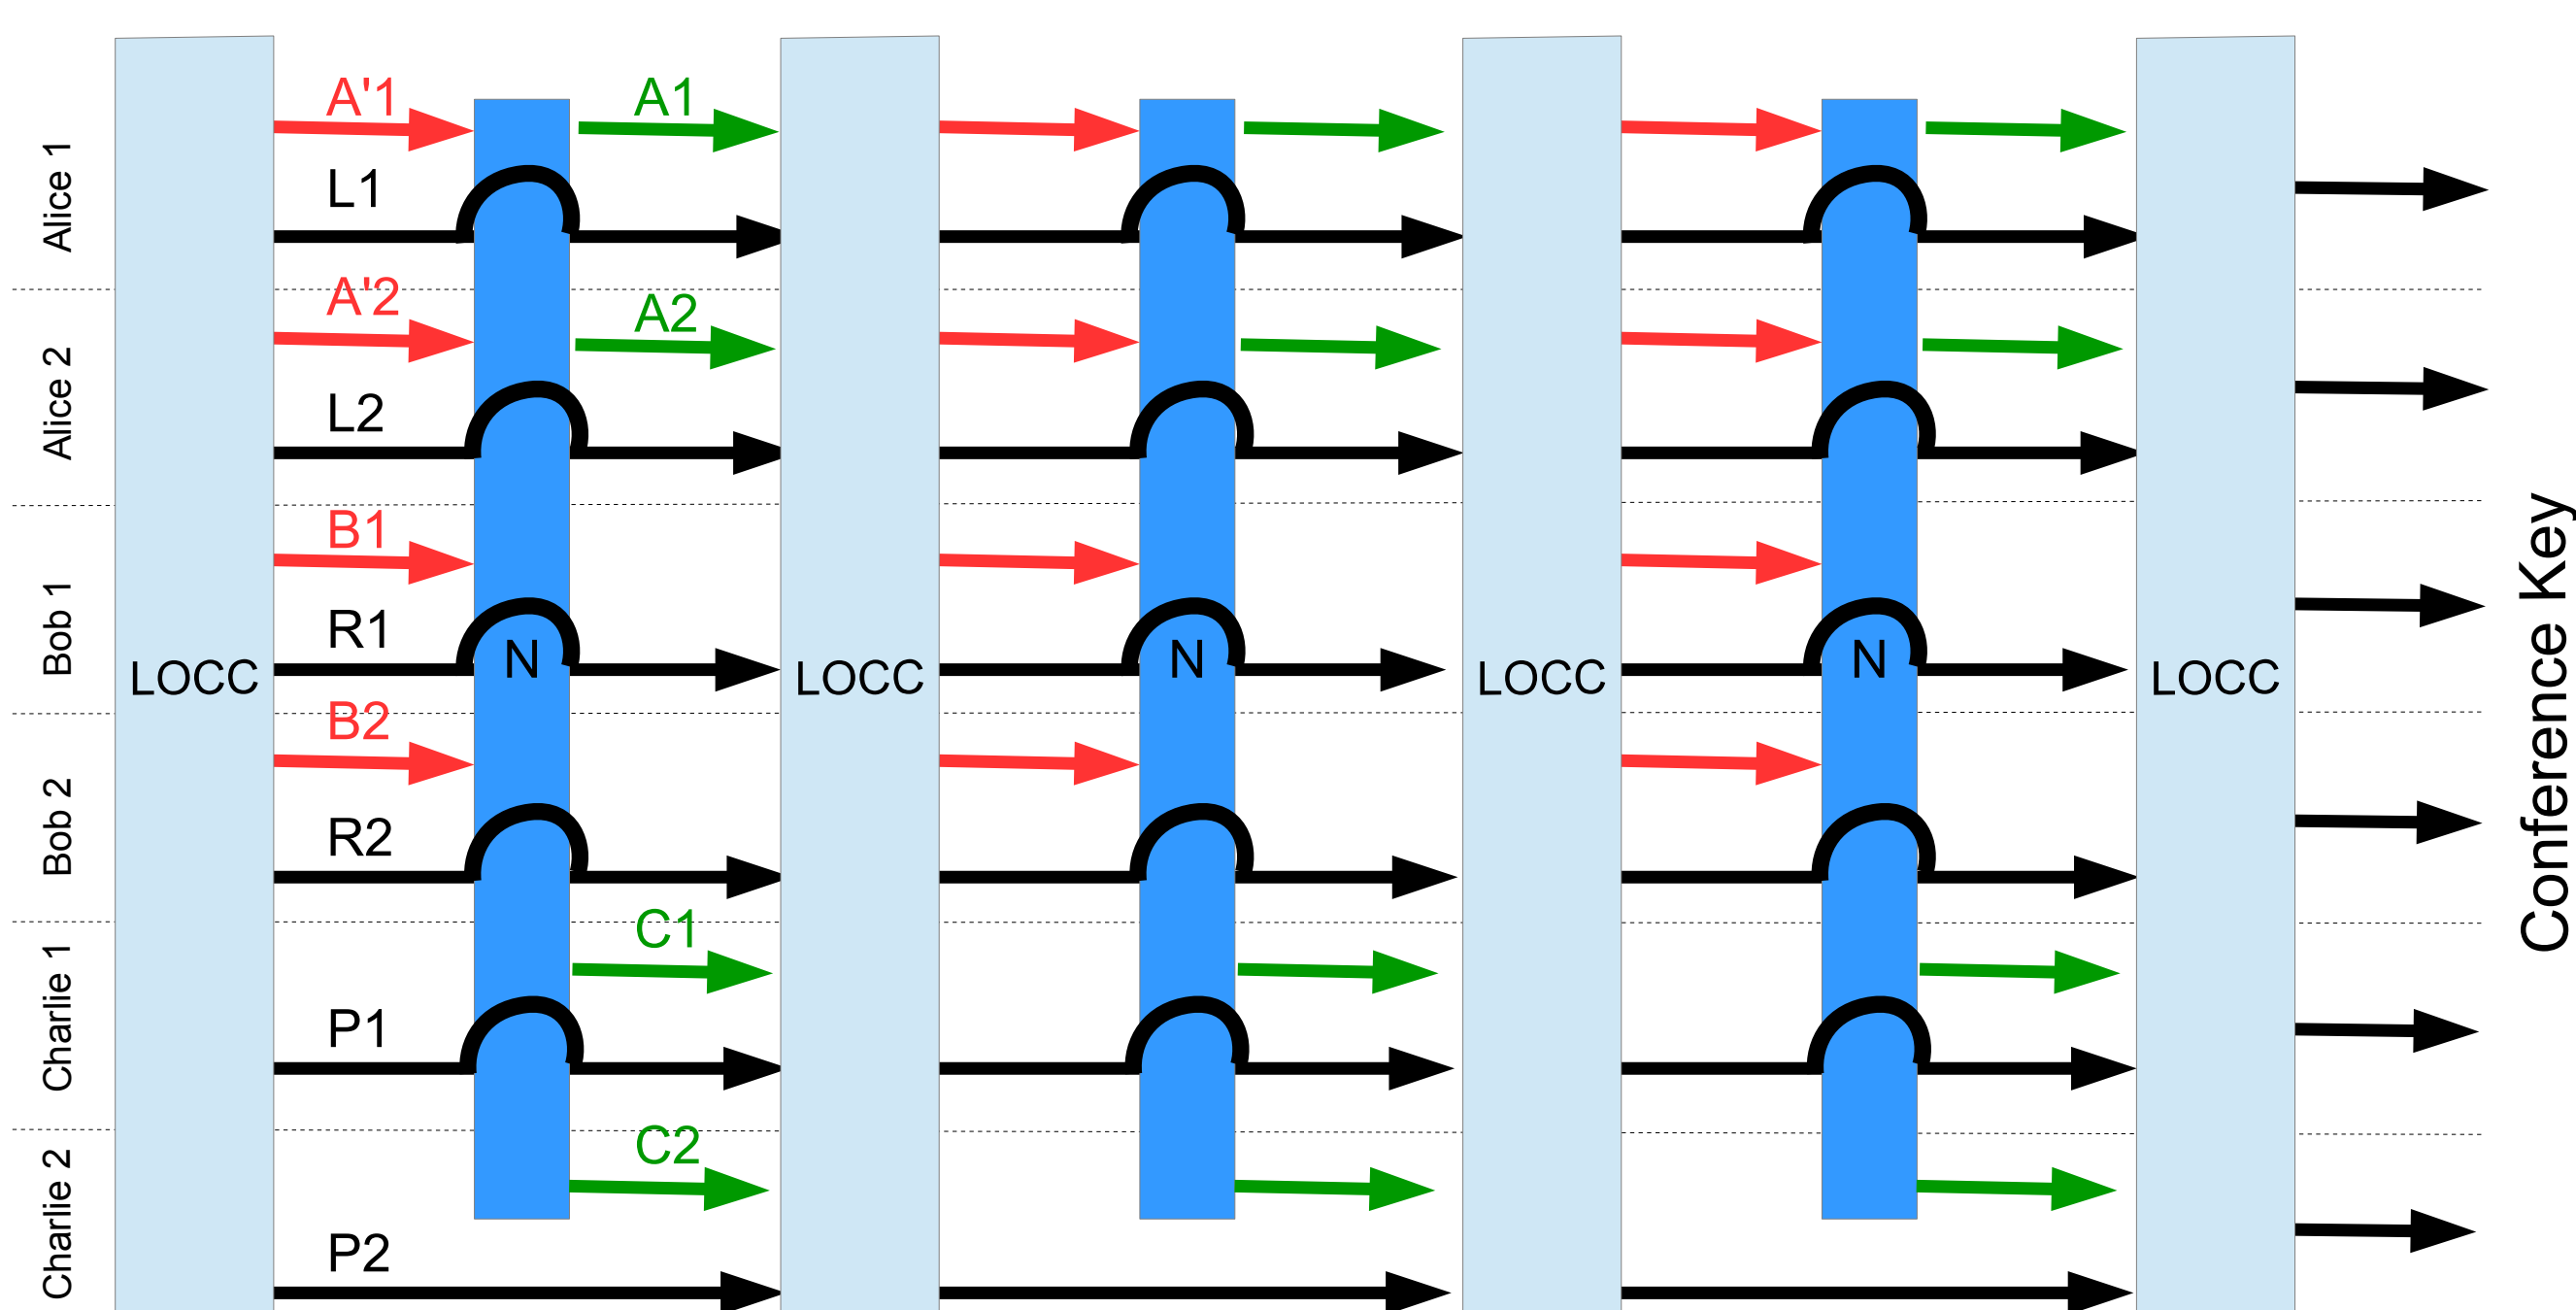 Alice 1
A'1
A1
L1
Alice 2
A'2
A2
L2
Bob 1
B1
R1
N
N
N
LOCC
LOCC
LOCC
LOCC
Bob 2
B2
R2
Charlie 1
C1
P1
Charlie 2
C2
P2
Conference Key